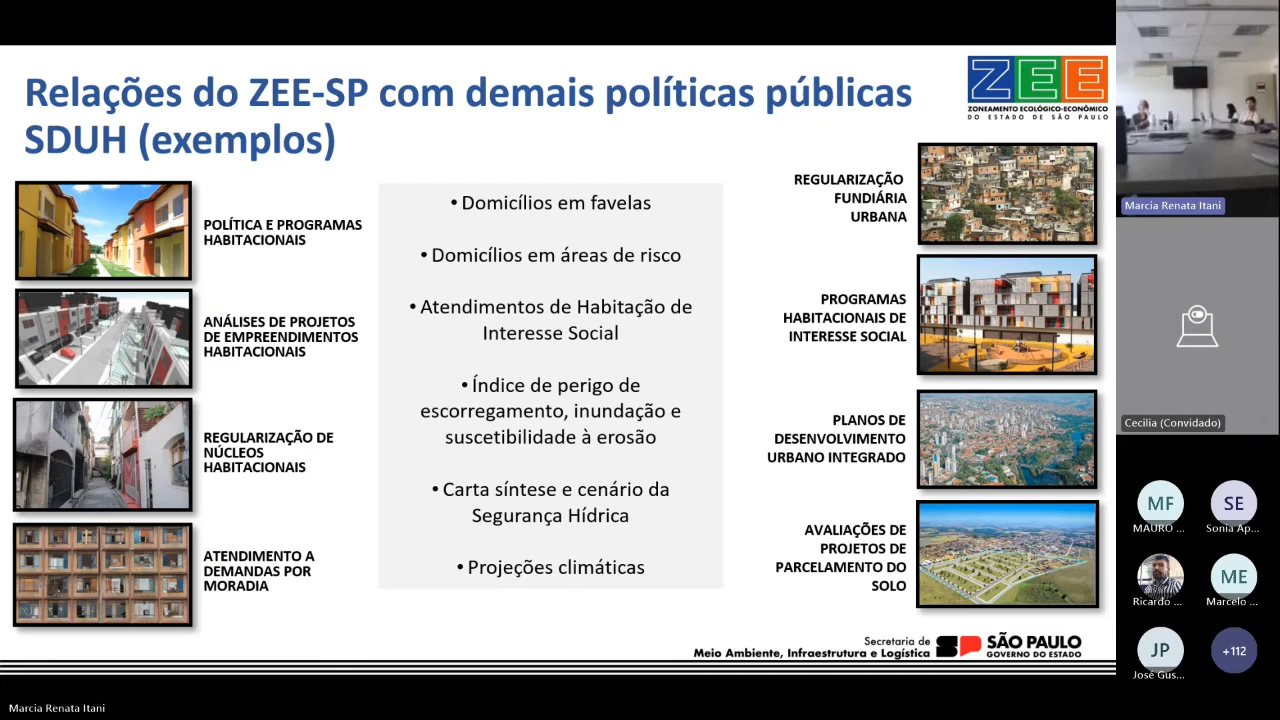 Relações do ZEE-SP com demais políticas públicas
SDUH (exemplos)
ZEE
ZONEAMENTO ECOLÓGICO-ECONÔMICO
DO ESTADO DE SÃO PAULO
POLÍTICA E PROGRAMAS
HABITACIONAIS
ANÁLISES DE PROJETOS
DE EMPREENDIMENTOS
HABITACIONAIS
REGULARIZAÇÃO DE
NÚCLEOS
HABITACIONAIS
ATENDIMENTO A
DEMANDAS POR
MORADIA
• Domicílios em favelas
• Domicílios em áreas de risco
• Atendimentos de Habitação de
Interesse Social
• Índice de perigo de
escorregamento, inundação e
suscetibilidade à erosão
• Carta síntese e cenário da
Segurança Hídrica
• Projeções climáticas
REGULARIZAÇÃO
FUNDIÁRIA
URBANA
PROGRAMAS
HABITACIONAIS DE
INTERESSE SOCIAL
PLANOS DE
DESENVOLVIMENTO
URBANO INTEGRADO
AVALIAÇÕES DE
PROJETOS DE
PARCELAMENTO DO
SOLO
Secretaria de
Meio Ambiente, Infraestrutura e Logística
SP
SÃO PAULO
GOVERNO DO ESTADO
Marcia Renata Itani
Cecilia (Convidado)
MF
MAURO ...
SE
Sonia Ap...
Ricardo ...
ME
Marcelo ...
JP
José Gus...
+112
Marcia Renata Itani